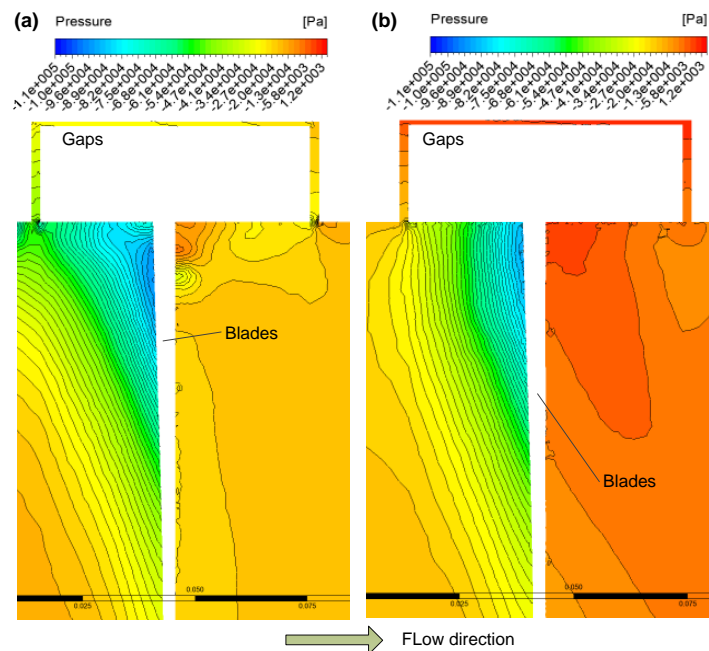 (a) Pressure [Pa]
-1.1e+005
-1.0e+005
-9.6e+004
-8.9e+004
-8.2e+004
-7.5e+004
-6.8e+004
-6.1e+004
-5.4e+004
-4.7e+004
-4.1e+004
-3.4e+004
-2.7e+004
-2.0e+004
-1.3e+004
-5.8e+003
1.2e+003
Gaps
Blades
0.025
0.050
0.075
(b) Pressure [Pa]
-1.1e+005
-1.0e+005
-9.6e+004
-8.9e+004
-8.2e+004
-7.5e+004
-6.8e+004
-6.1e+004
-5.4e+004
-4.7e+004
-4.1e+004
-3.4e+004
-2.7e+004
-2.0e+004
-1.3e+004
-5.8e+003
1.2e+003
Gaps
Blades
0.025
0.050
0.075
FLow direction